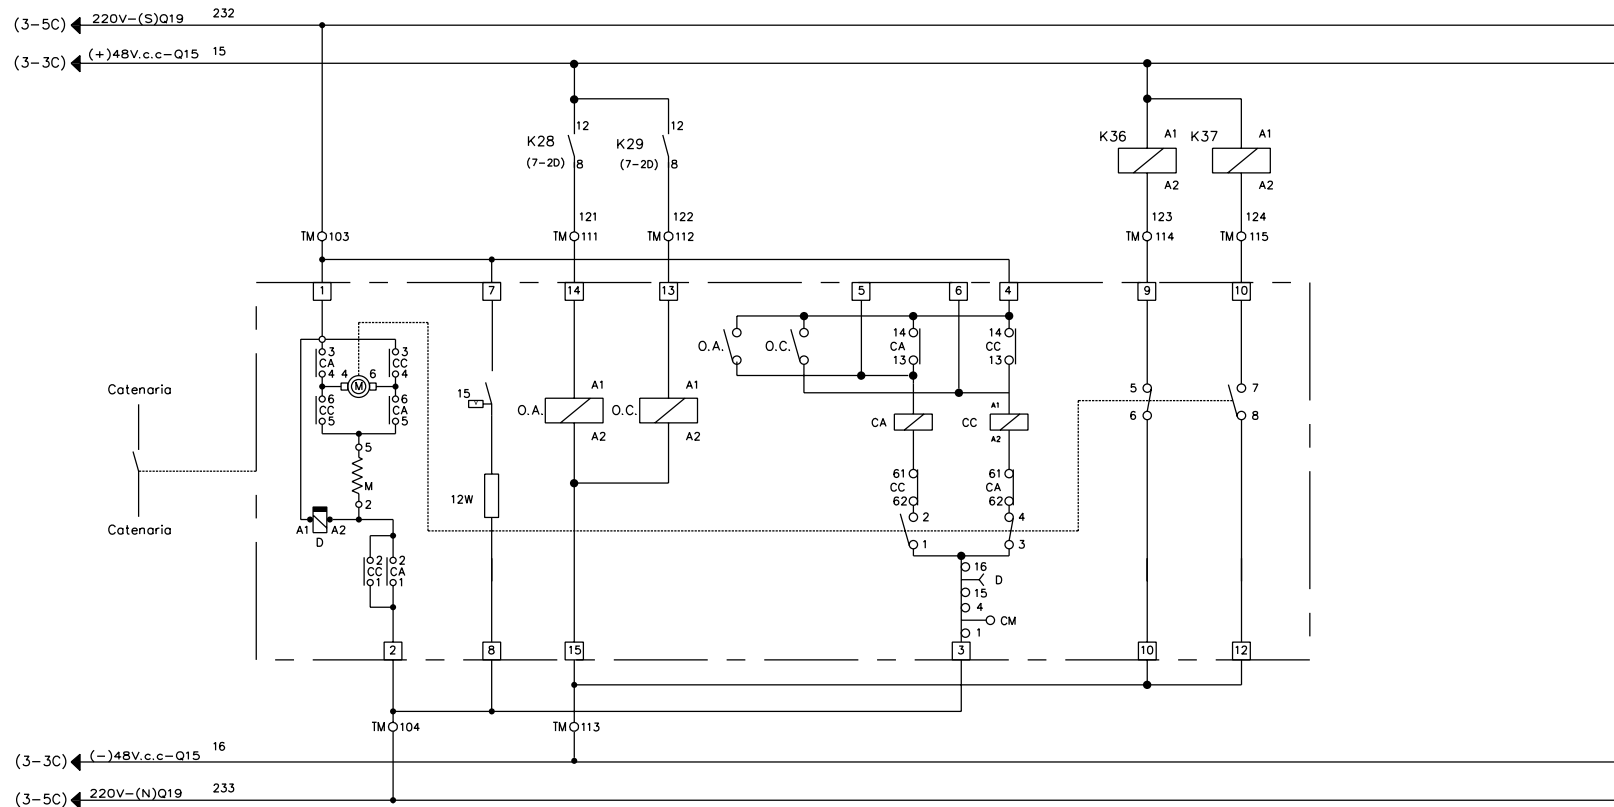 (3-5C) 220V-(S)Q19 232
(3-3C) (+)48V.c.c-Q15 15
12 12
K28 K29 K36 A1 K37 A1
(7-2D) 8 (7-2D) 8
A2 A2
121 122 123 124
TM 103 TM 111 TM 112 TM 114 TM 115
1 7 14 13 5 6 4 9 10
3 3 14 14
CA CC O.A. O.C. CA CC
4 4 13 13
4 M 6
Catenaria 5 7
6 6 15 v A1 A1 A1
CC CA O.A. O.C. CA CC 6 8
5 5 A2 A2 A2
5
61 61
M 12W CC CA
62 62
2 2 4
A1 A2
Catenaria D 1 3
2 2 16
CC CA D
1 1 15
4
CM
1
2 8 15 3 10 12
TM 104 TM 113
(3-3C) (-)48V.c.c-Q15 16
(3-5C) 220V-(N)Q19 233